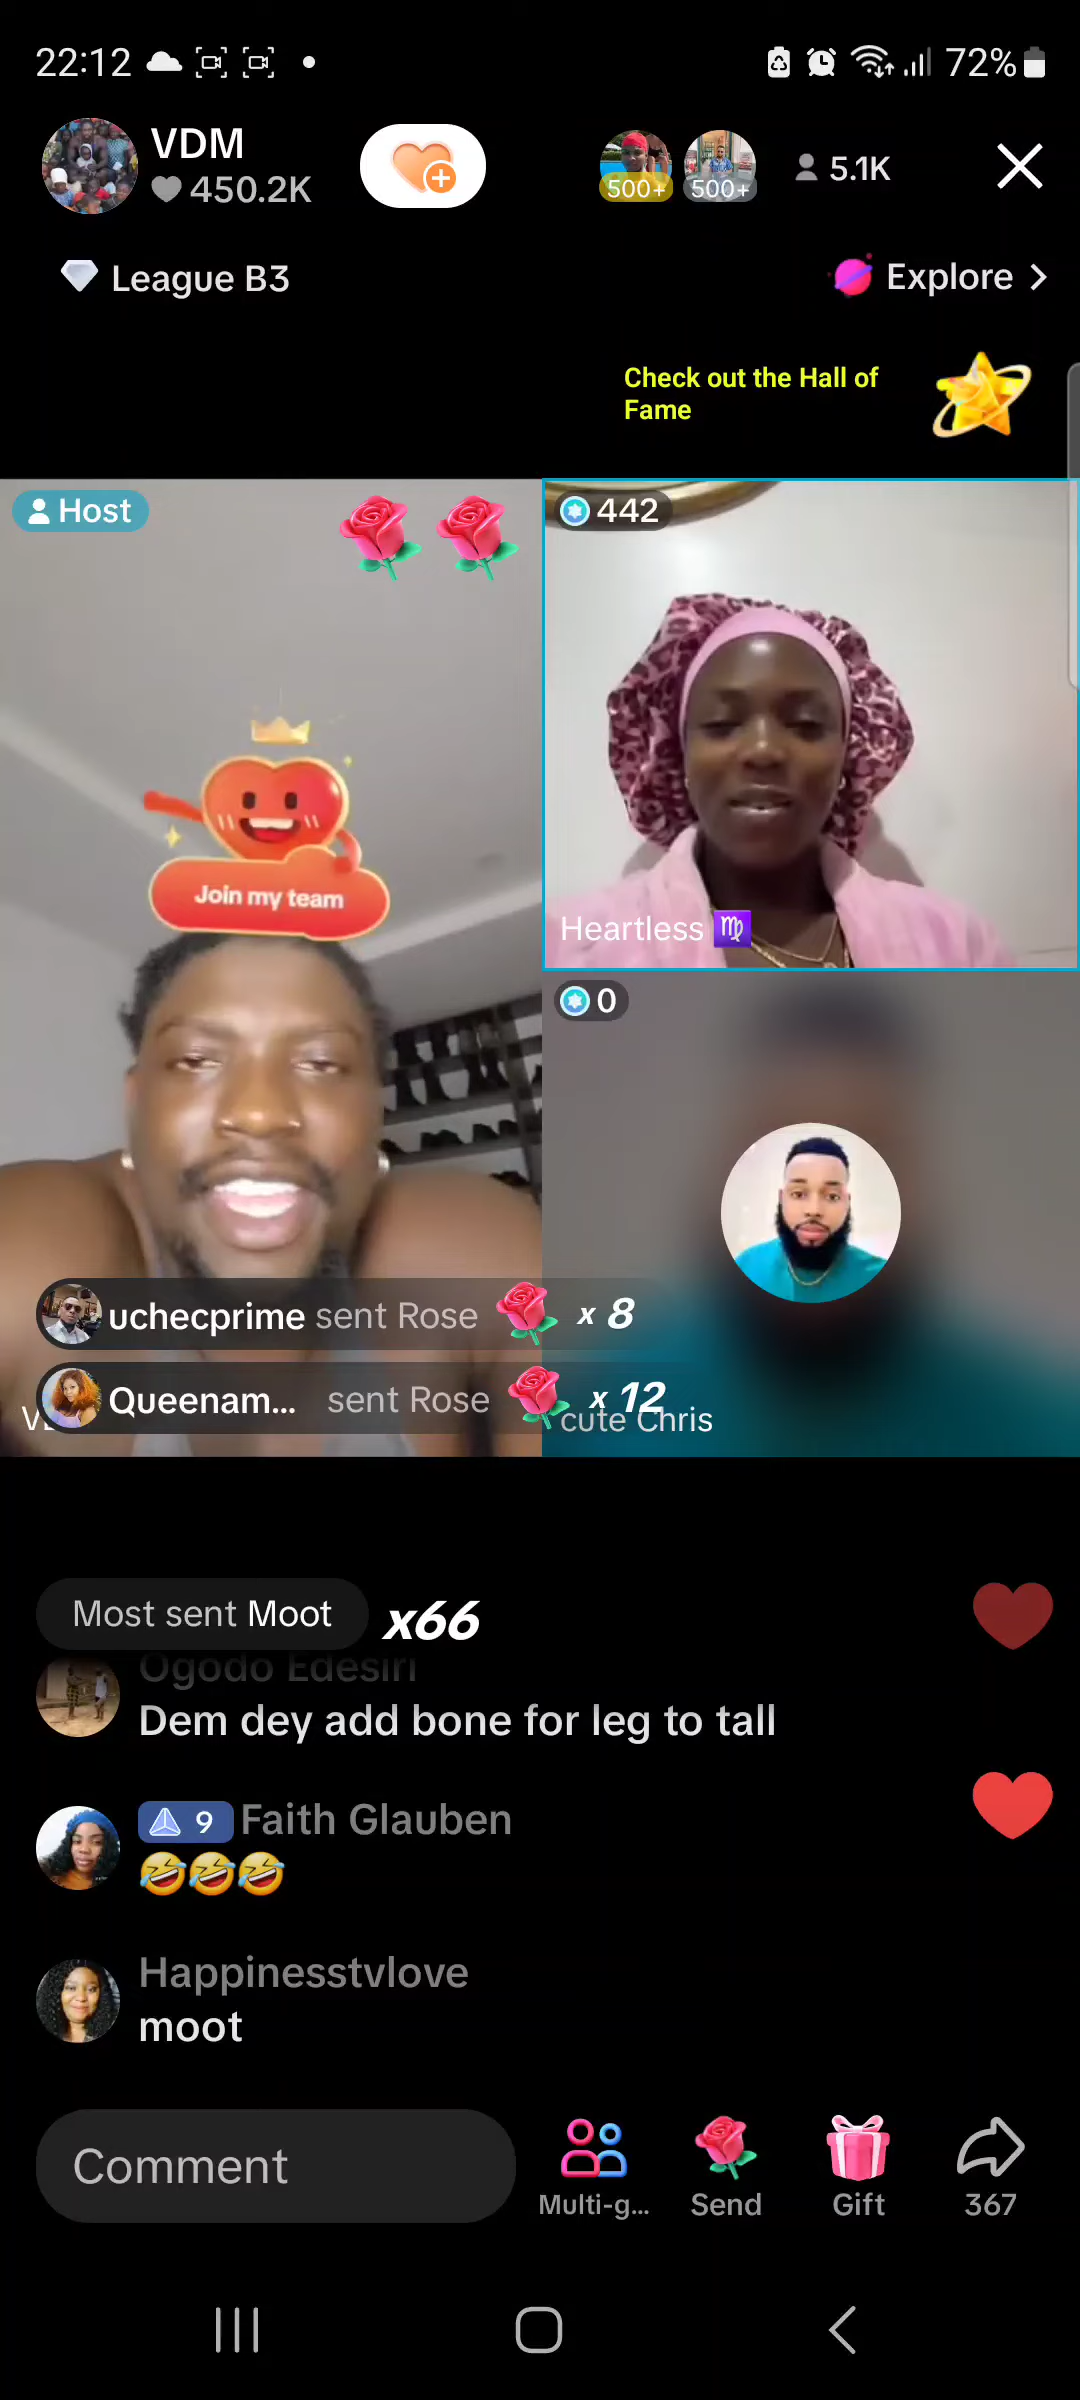 22:12
72%
VDM
450.2K
500+
500+
5.1K
League B3
Explore
Check out the Hall of
Fame
Host
442
Join my team
Heartless
0
uchecprime sent Rose x 8
Queenam... sent Rose x 12
cute Chris
Most sent Moot x66
Ogodo Edesiri
Dem dey add bone for leg to tall
9 Faith Glauben
Happinesstvlove
moot
Comment
Multi-g...
Send
Gift
367